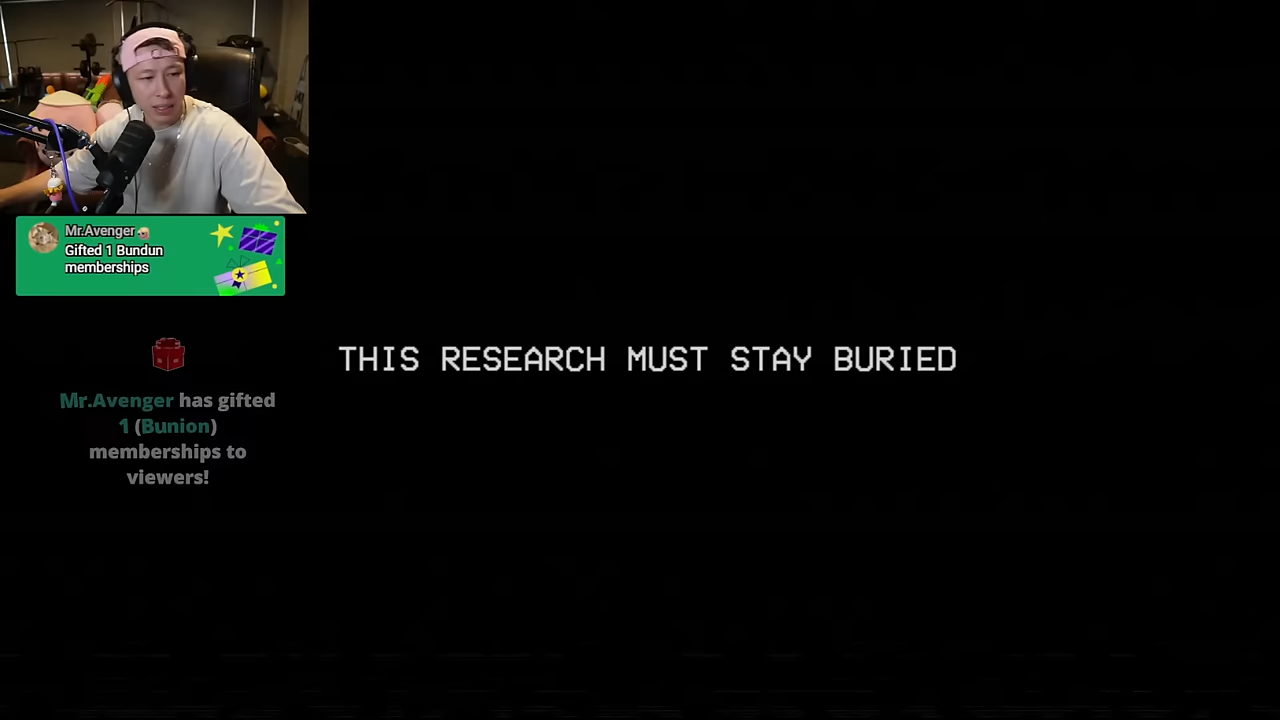 Mr.Avenger
Gifted 1 Bundun
memberships
THIS RESEARCH MUST STAY BURIED
Mr.Avenger has gifted
1 (Bunion)
memberships to
viewers!